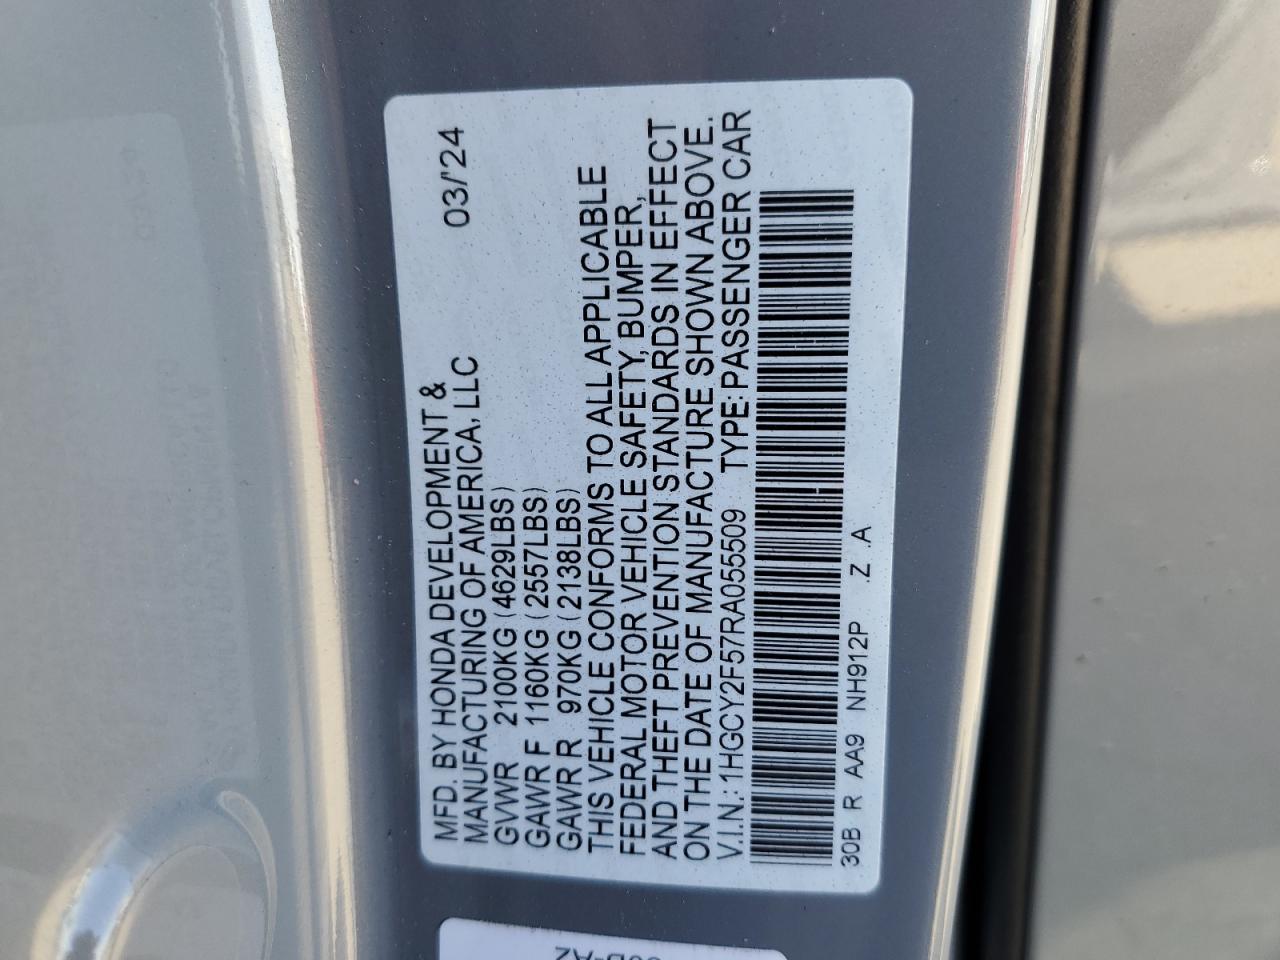 MFD. BY HONDA DEVELOPMENT &
MANUFACTURING OF AMERICA, LLC 03/'24
GVWR 2100KG (4629LBS)
GAWR F 1160KG (2557LBS)
GAWR R 970KG (2138LBS)
THIS VEHICLE CONFORMS TO ALL APPLICABLE
FEDERAL MOTOR VEHICLE SAFETY, BUMPER,
AND THEFT PREVENTION STANDARDS IN EFFECT
ON THE DATE OF MANUFACTURE SHOWN ABOVE.
V.I.N.: 1HGCY2F57RA055509 TYPE: PASSENGER CAR
30B R AA9 NH912P .Z .A